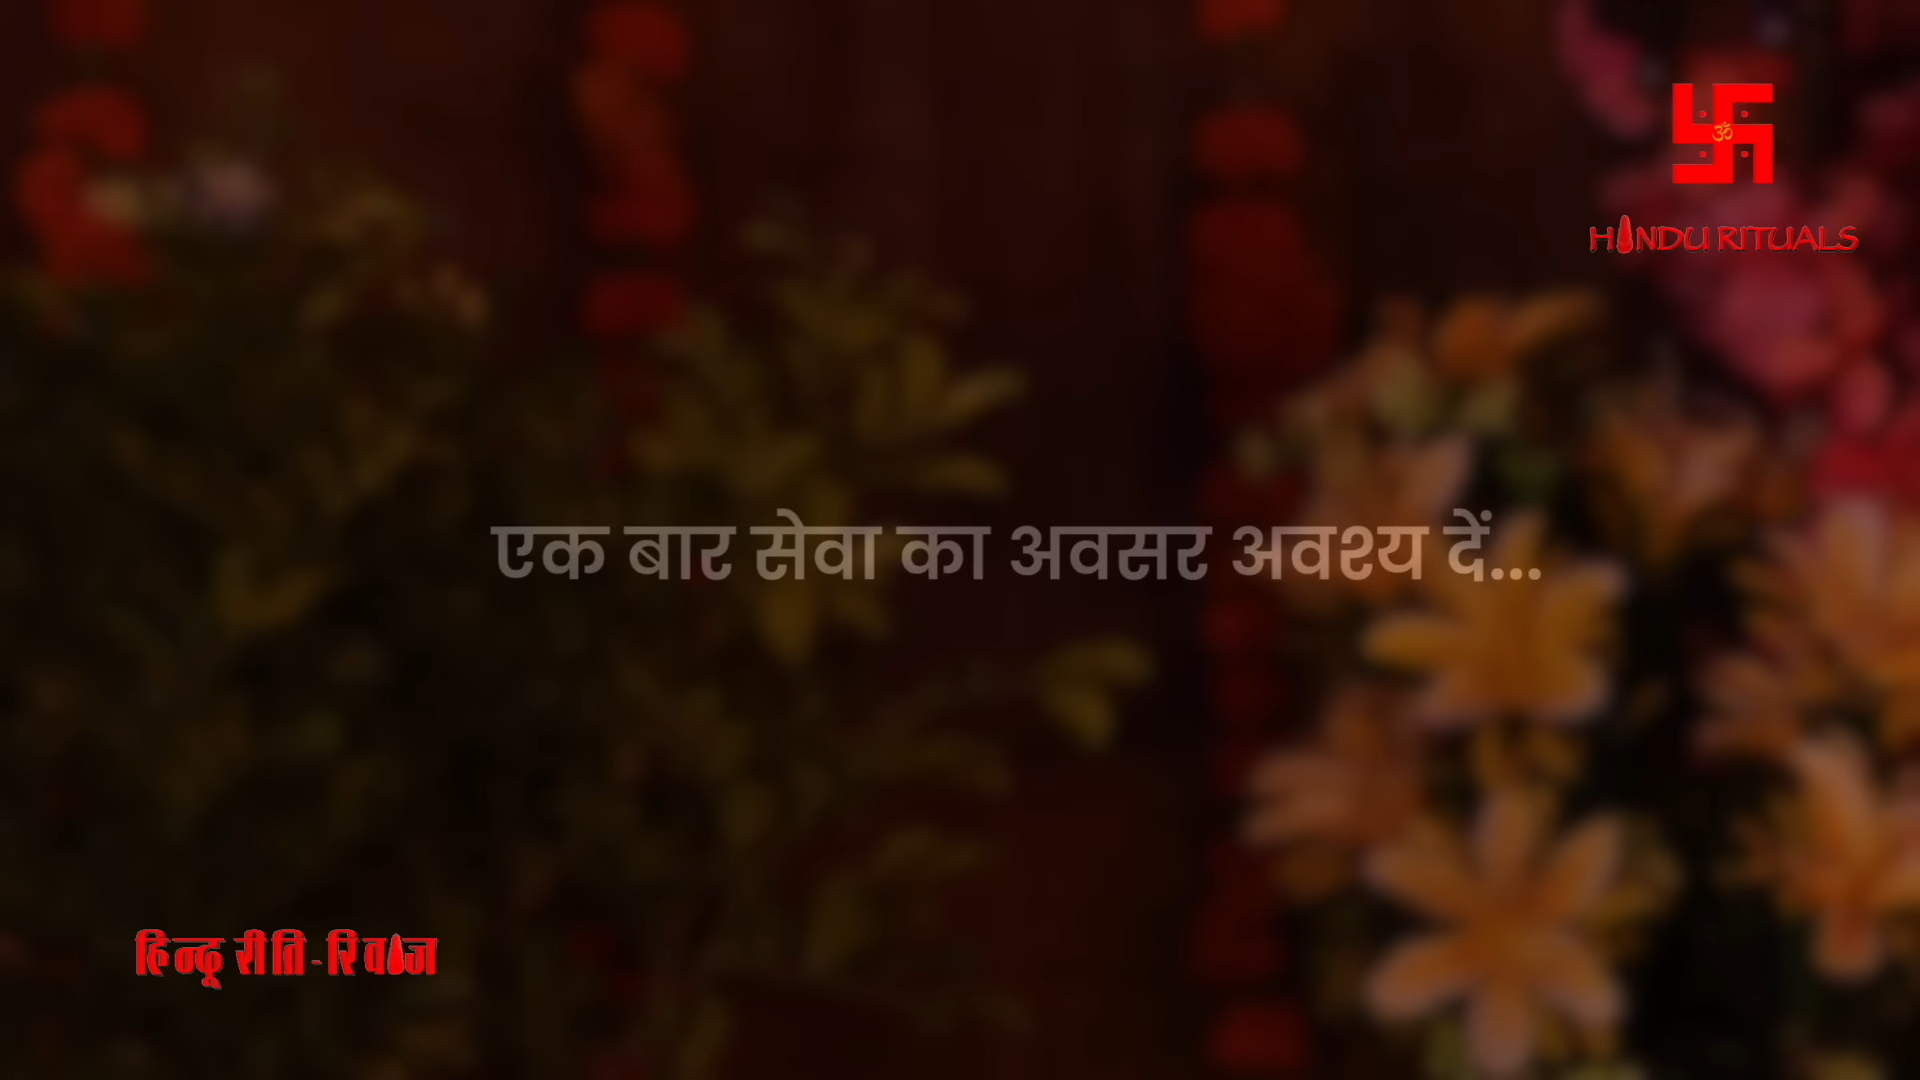 ॐ
HINDU RITUALS
एक बार सेवा का अवसर अवश्य दें...
हिन्दू रीति-रिवाज